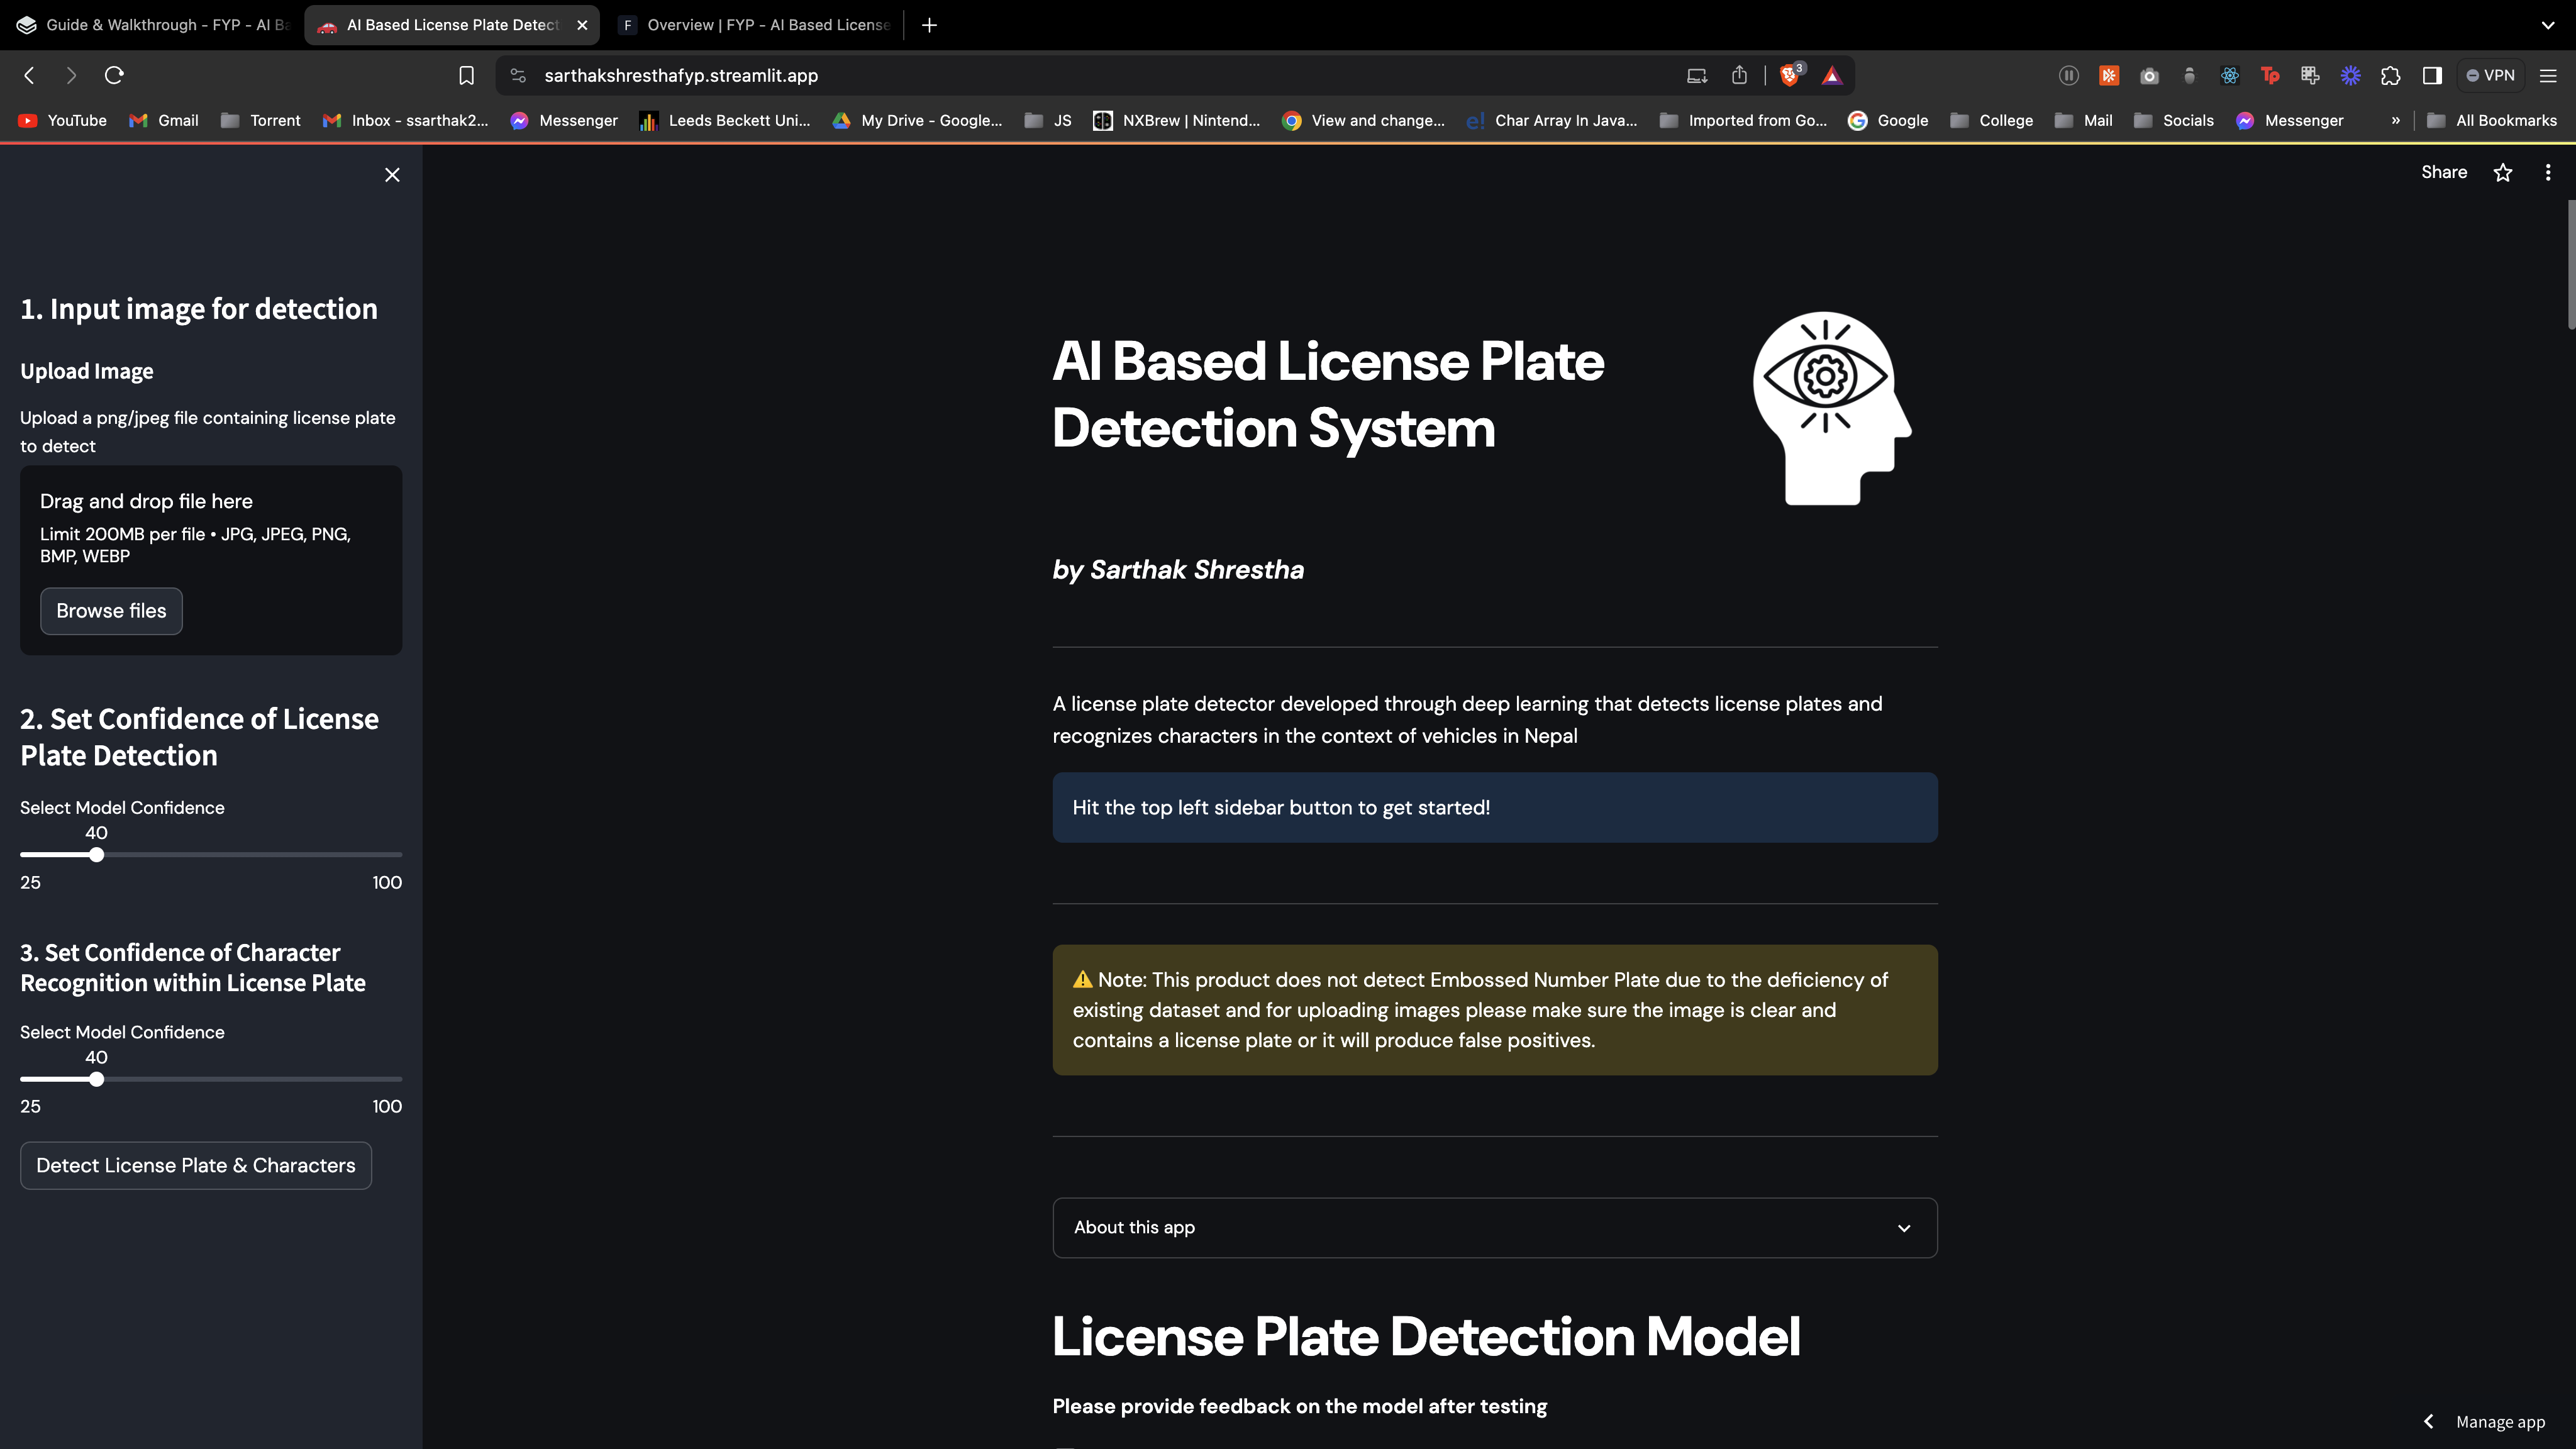 Guide & Walkthrough - FYP - AI Ba
AI Based License Plate Detect
F
Overview | FYP - AI Based License
sarthakshresthafyp.streamlit.app
3
Tp
VPN
YouTube
Gmail
Torrent
Inbox - ssarthak2...
Messenger
Leeds Beckett Uni...
My Drive - Google...
JS
NXBrew | Nintend...
View and change...
e!
Char Array In Java...
Imported from Go...
Google
College
Mail
Socials
Messenger
»
All Bookmarks
Share
1. Input image for detection
Upload Image
Upload a png/jpeg file containing license plate
to detect
Drag and drop file here
Limit 200MB per file • JPG, JPEG, PNG,
BMP, WEBP
Browse files
2. Set Confidence of License
Plate Detection
Select Model Confidence
40
25 100
3. Set Confidence of Character
Recognition within License Plate
Select Model Confidence
40
25 100
Detect License Plate & Characters
AI Based License Plate
Detection System
by Sarthak Shrestha
A license plate detector developed through deep learning that detects license plates and
recognizes characters in the context of vehicles in Nepal
Hit the top left sidebar button to get started!
⚠️ Note: This product does not detect Embossed Number Plate due to the deficiency of
existing dataset and for uploading images please make sure the image is clear and
contains a license plate or it will produce false positives.
About this app
License Plate Detection Model
Please provide feedback on the model after testing
Manage app